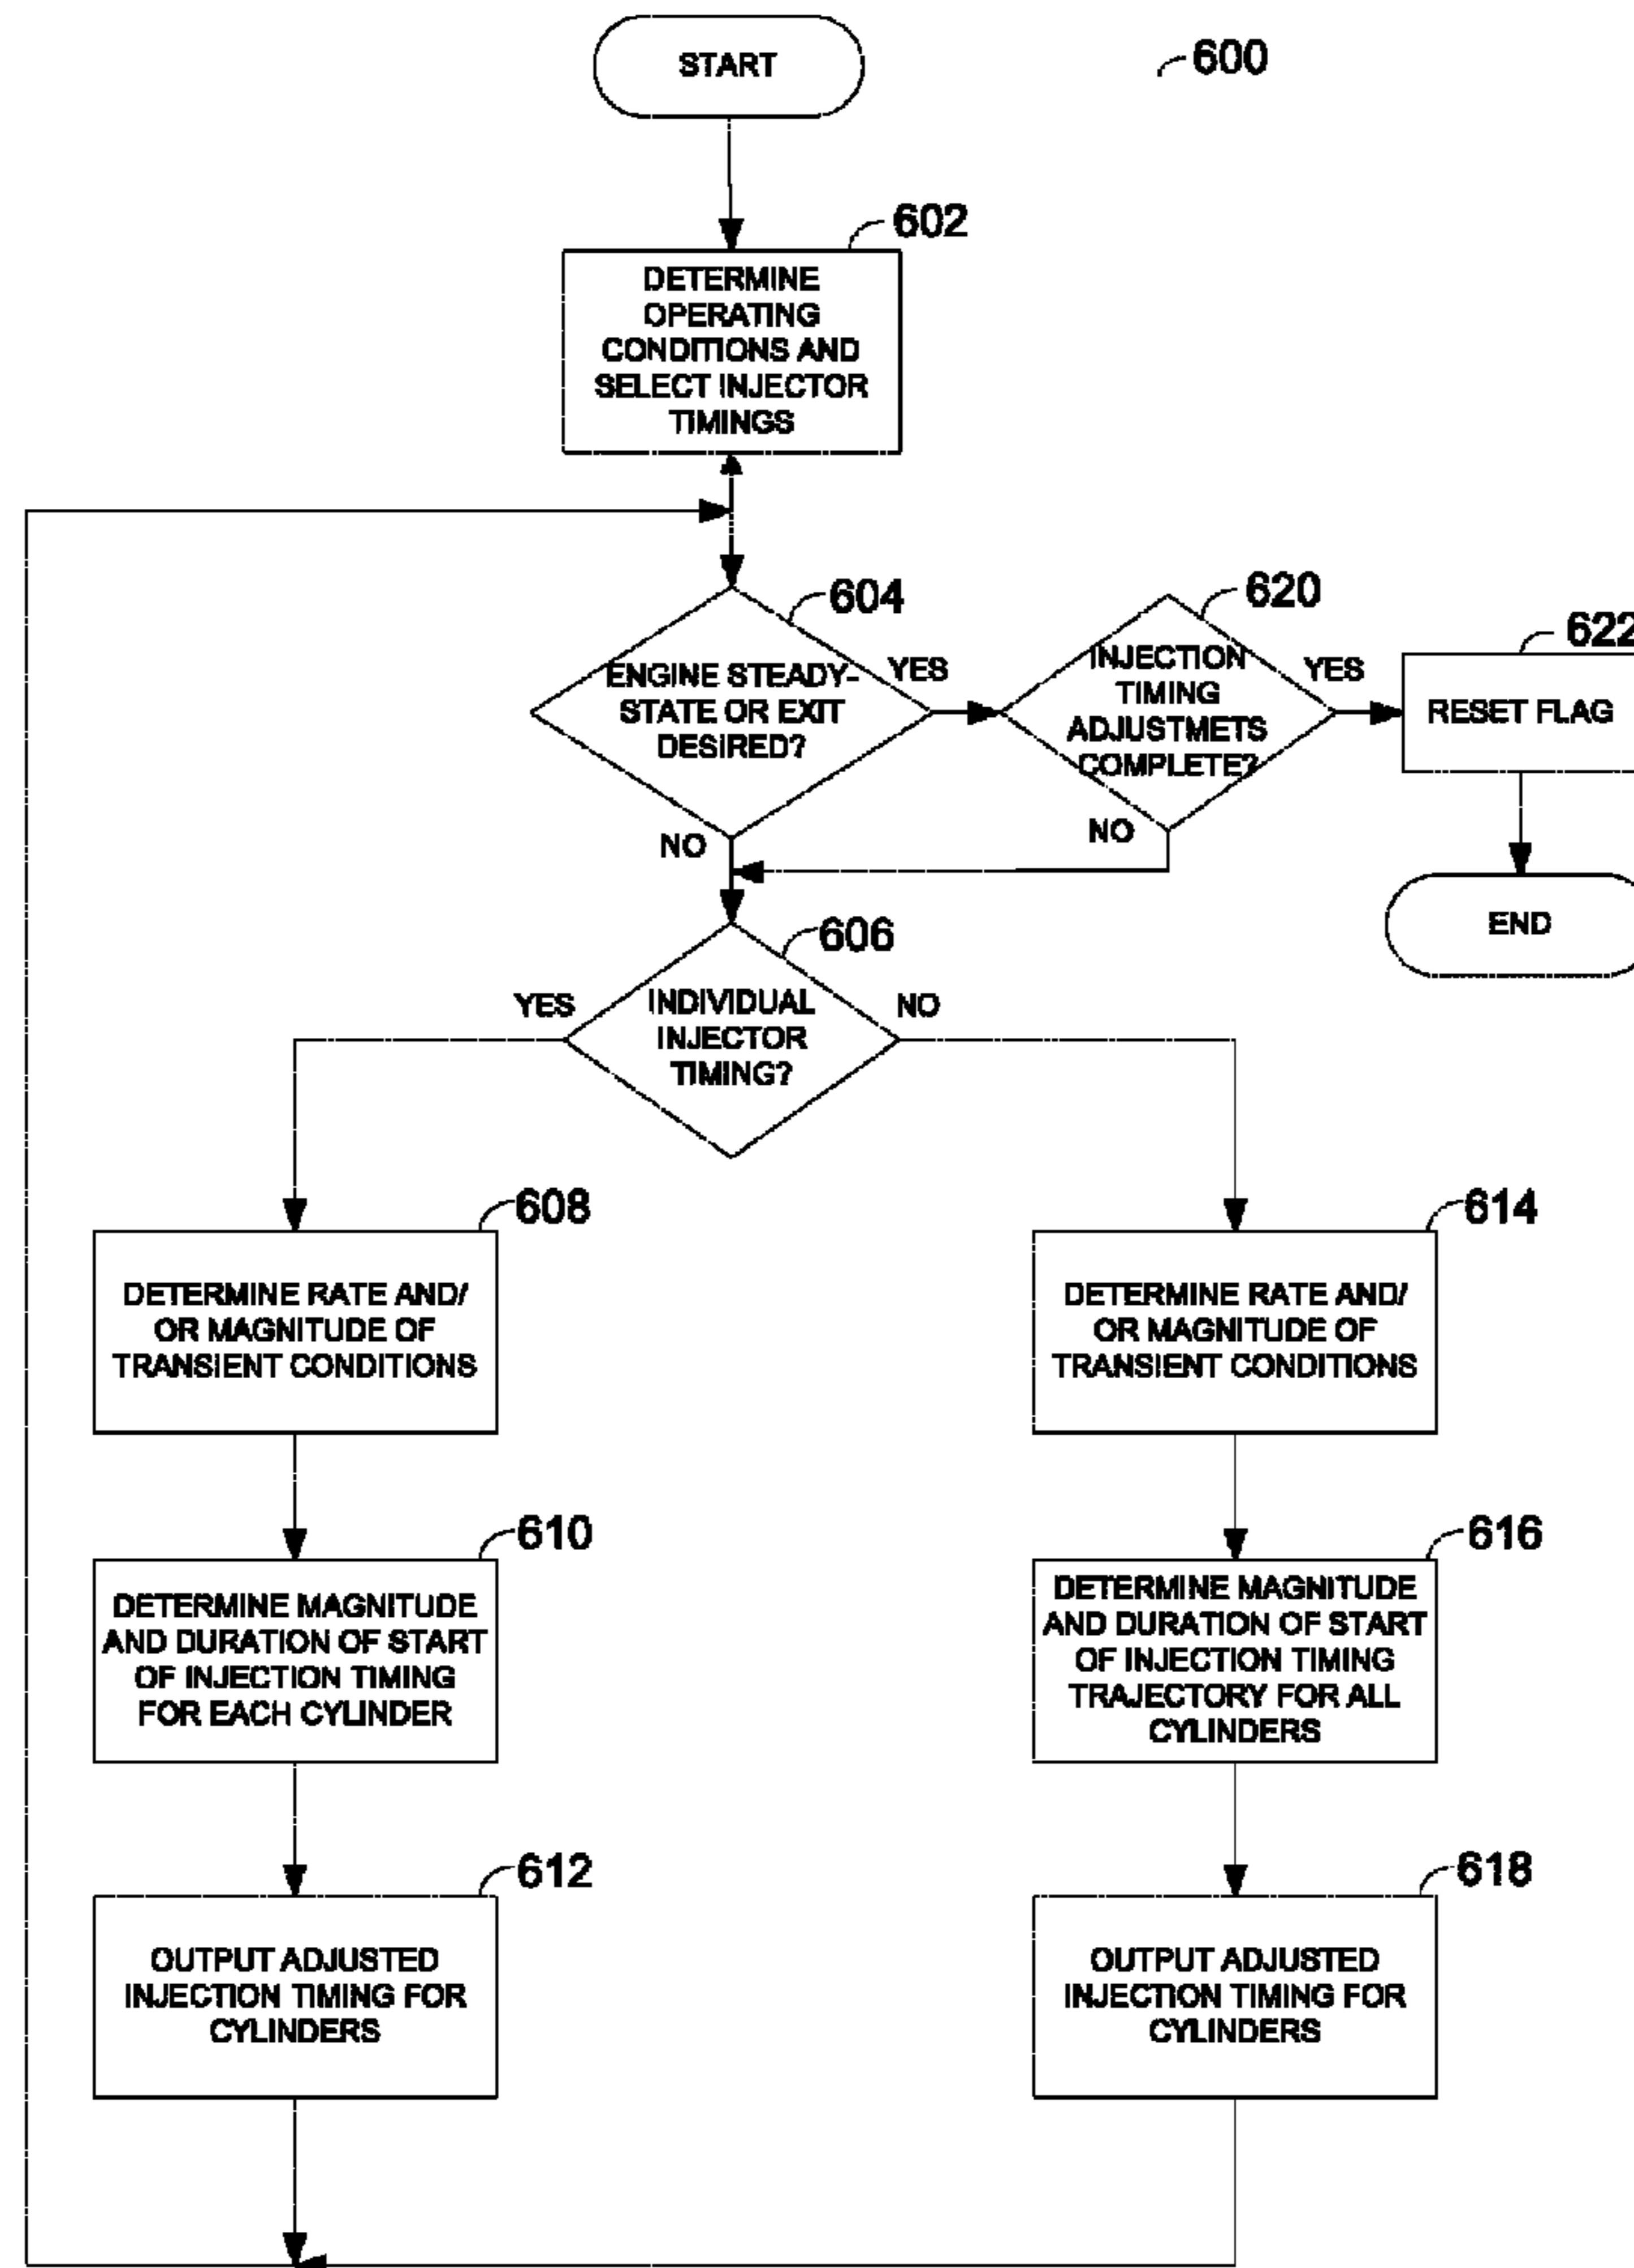 START
600
602
DETERMINE
OPERATING
CONDITIONS AND
SELECT INJECTOR
TIMINGS
604
ENGINE STEADY-
STATE OR EXIT
DESIRED?
YES
NO
620
INJECTION
TIMING
ADJUSTMETS
COMPLETE?
YES
NO
622
RESET FLAG
END
606
INDIVIDUAL
INJECTOR
TIMING?
YES
NO
608
DETERMINE RATE AND/
OR MAGNITUDE OF
TRANSIENT CONDITIONS
614
DETERMINE RATE AND/
OR MAGNITUDE OF
TRANSIENT CONDITIONS
610
DETERMINE MAGNITUDE
AND DURATION OF START
OF INJECTION TIMING
FOR EACH CYLINDER
616
DETERMINE MAGNITUDE
AND DURATION OF START
OF INJECTION TIMING
TRAJECTORY FOR ALL
CYLINDERS
612
OUTPUT ADJUSTED
INJECTION TIMING FOR
CYLINDERS
618
OUTPUT ADJUSTED
INJECTION TIMING FOR
CYLINDERS